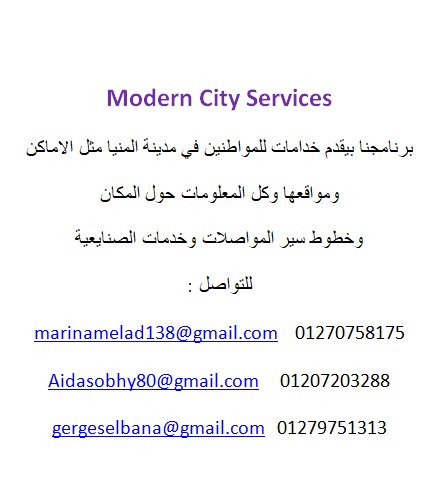 Modern City Services
برنامجنا بيقدم خدامات للمواطنين في مدينة المنيا مثل الاماكن
ومواقعها وكل المعلومات حول المكان
وخطوط سير المواصلات وخدمات الصنايعية
للتواصل :
marinamelad138@gmail.com 01270758175
Aidasobhy80@gmail.com 01207203288
gergeselbana@gmail.com 01279751313